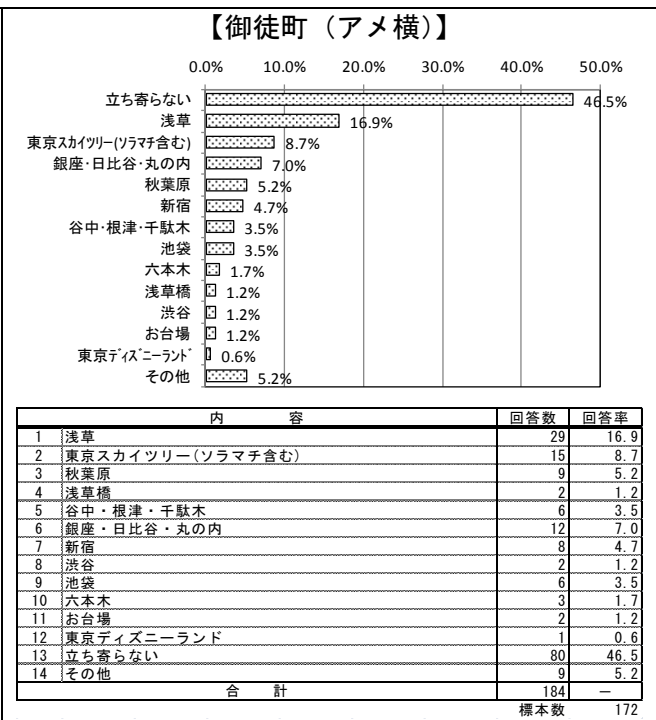 【御徒町（アメ横）】
0.0% 10.0% 20.0% 30.0% 40.0% 50.0%
立ち寄らない 46.5%
浅草 16.9%
東京ｽｶｲﾂﾘｰ(ｿﾗﾏﾁ含む) 8.7%
銀座・日比谷・丸の内 7.0%
秋葉原 5.2%
新宿 4.7%
谷中・根津・千駄木 3.5%
池袋 3.5%
六本木 1.7%
浅草橋 1.2%
渋谷 1.2%
お台場 1.2%
東京ﾃﾞｨｽﾞﾆｰﾗﾝﾄﾞ 0.6%
その他 5.2%
内 容 回答数 回答率
1 浅草 29 16.9
2 東京スカイツリー(ソラマチ含む) 15 8.7
3 秋葉原 9 5.2
4 浅草橋 2 1.2
5 谷中・根津・千駄木 6 3.5
6 銀座・日比谷・丸の内 12 7.0
7 新宿 8 4.7
8 渋谷 2 1.2
9 池袋 6 3.5
10 六本木 3 1.7
11 お台場 2 1.2
12 東京ディズニーランド 1 0.6
13 立ち寄らない 80 46.5
14 その他 9 5.2
合 計 184 －
標本数 172